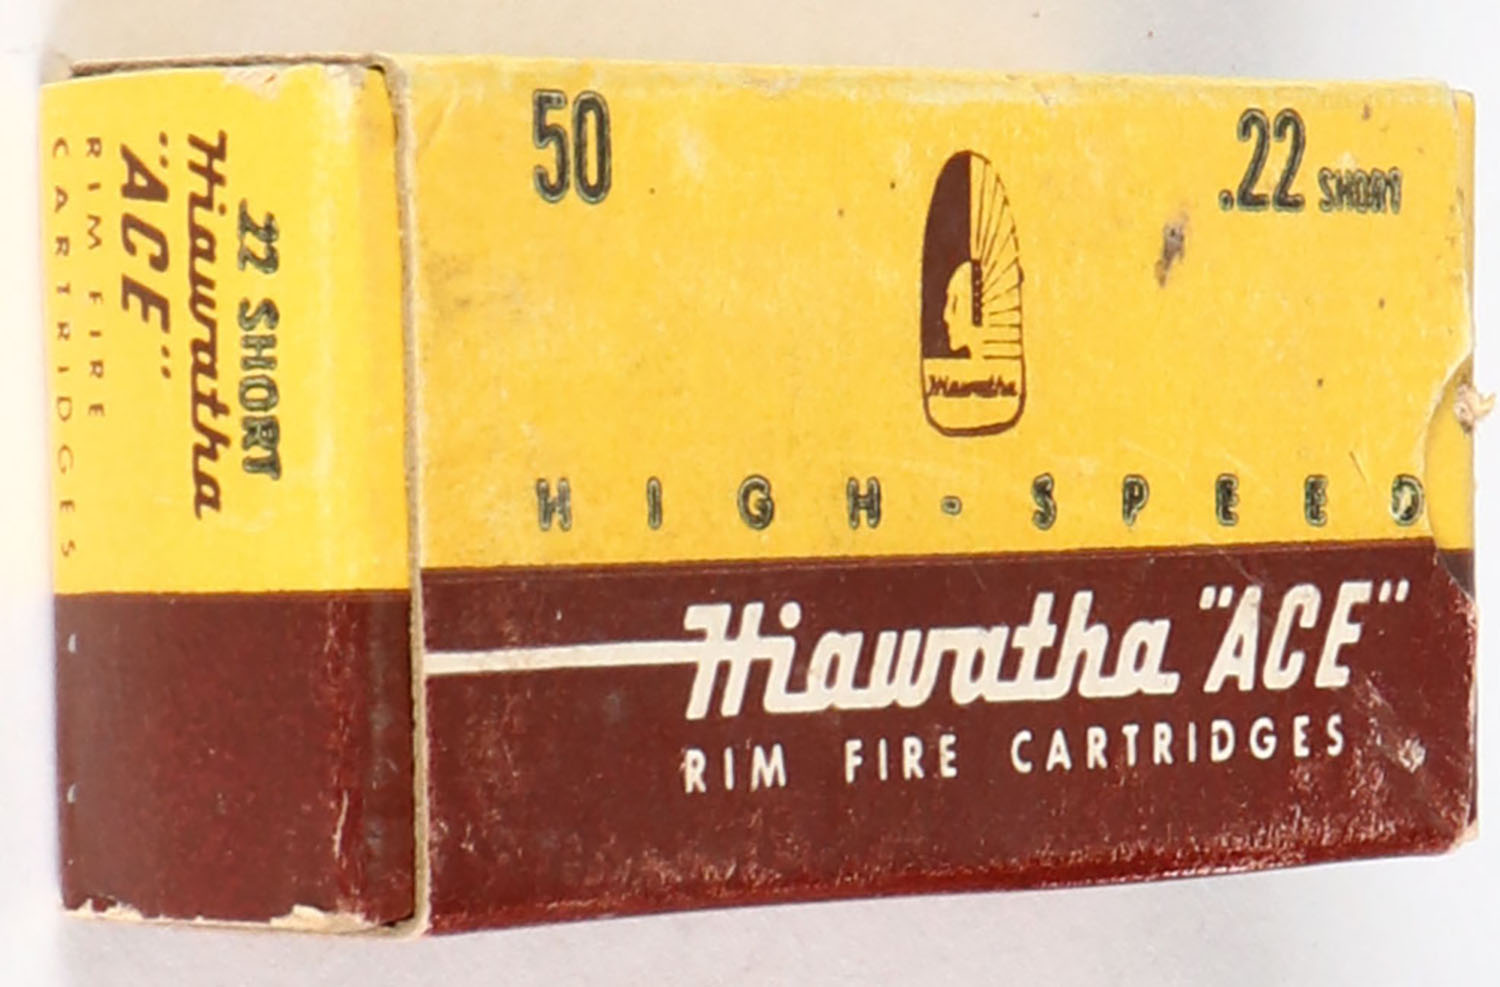 50
.22 SHORT
Hiawatha
HIGH-SPEED
Hiawatha "ACE"
RIM FIRE CARTRIDGES
.22 SHORT
Hiawatha
"ACE"
RIM FIRE
CARTRIDGES